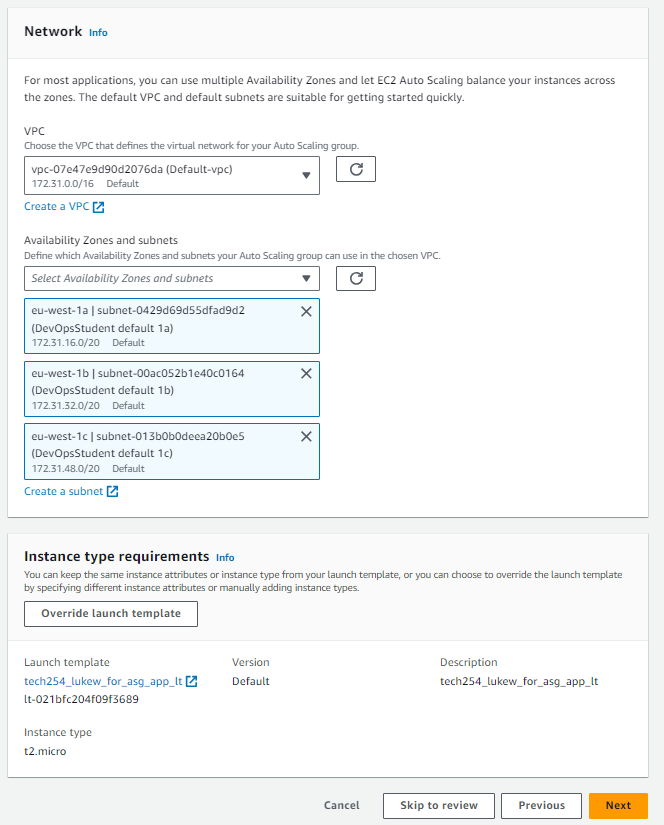 Network Info
For most applications, you can use multiple Availability Zones and let EC2 Auto Scaling balance your instances across
the zones. The default VPC and default subnets are suitable for getting started quickly.
VPC
Choose the VPC that defines the virtual network for your Auto Scaling group.
vpc-07e47e9d90d2076da (Default-vpc)
172.31.0.0/16 Default
Create a VPC
Availability Zones and subnets
Define which Availability Zones and subnets your Auto Scaling group can use in the chosen VPC.
Select Availability Zones and subnets
eu-west-1a | subnet-0429d69d55dfad9d2
(DevOpsStudent default 1a)
172.31.16.0/20 Default
eu-west-1b | subnet-00ac052b1e40c0164
(DevOpsStudent default 1b)
172.31.32.0/20 Default
eu-west-1c | subnet-013b0b0deea20b0e5
(DevOpsStudent default 1c)
172.31.48.0/20 Default
Create a subnet
Instance type requirements Info
You can keep the same instance attributes or instance type from your launch template, or you can choose to override the launch template
by specifying different instance attributes or manually adding instance types.
Override launch template
Launch template Version Description
tech254_lukew_for_asg_app_lt Default tech254_lukew_for_asg_app_lt
lt-021bfc204f09f3689
Instance type
t2.micro
Cancel Skip to review Previous Next